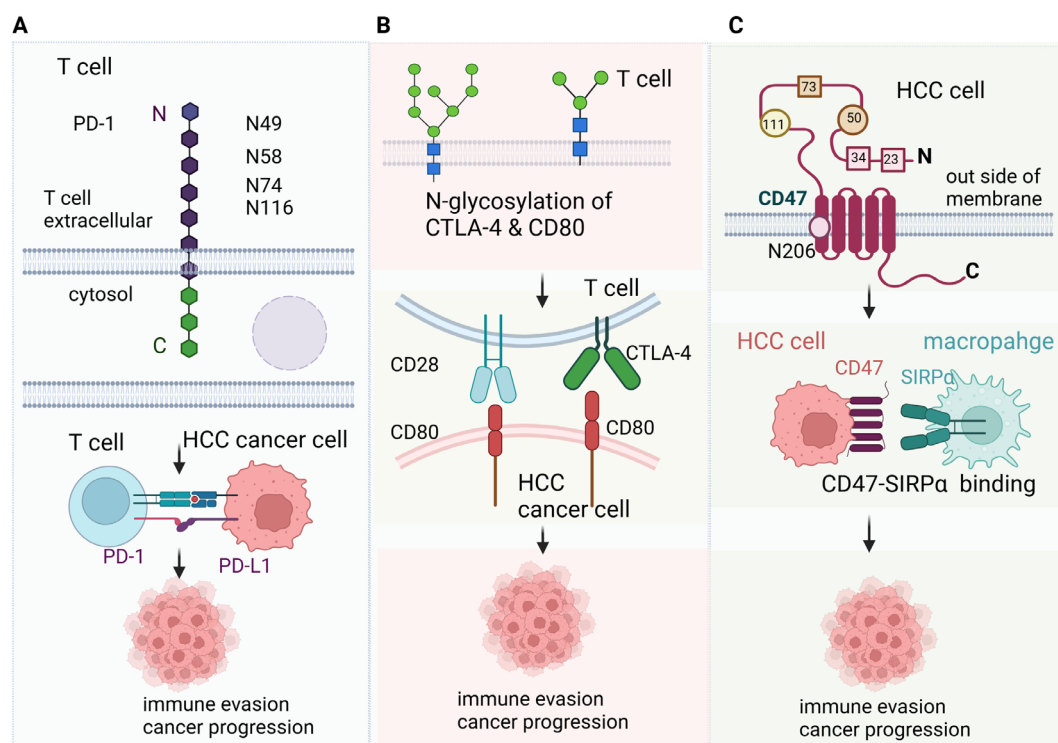 A
T cell
PD-1
N
N49
N58
N74
N116
T cell
extracellular
cytosol
C
T cell
HCC cancer cell
PD-1
PD-L1
immune evasion
cancer progression
B
T cell
N-glycosylation of
CTLA-4 & CD80
T cell
CD28
CTLA-4
CD80
CD80
HCC
cancer cell
immune evasion
cancer progression
C
HCC cell
73
111
50
34
23
N
out side of
membrane
CD47
N206
C
HCC cell
macropahge
CD47
SIRPα
CD47-SIRPα binding
immune evasion
cancer progression